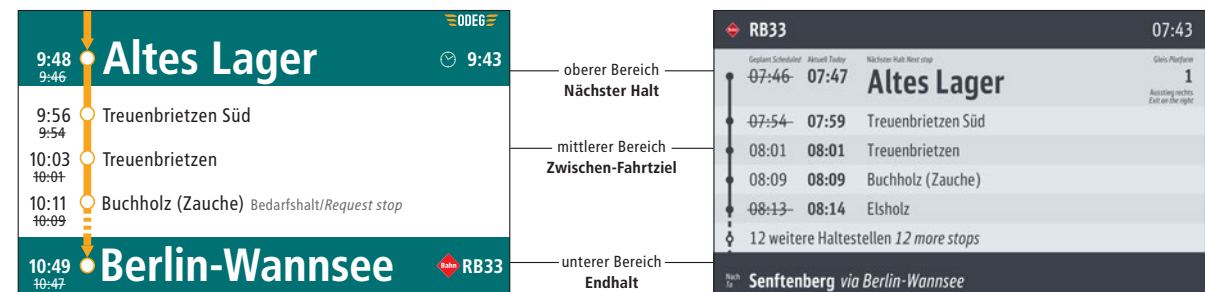 ODEG
9:48 Altes Lager 9:43
9:46
9:56 Treuenbrietzen Süd
9:54
10:03 Treuenbrietzen
10:01
10:11 Buchholz (Zauche) Bedarfshalt/Request stop
10:09
10:49 Berlin-Wannsee Bahn RB33
10:47
oberer Bereich
Nächster Halt
mittlerer Bereich
Zwischen-Fahrtziel
unterer Bereich
Endhalt
Bahn RB33 07:43
Geplant Scheduled Aktuell Today Nächster Halt Next stop Gleis Platform
07:46 07:47 Altes Lager 1
Ausstieg rechts
Exit on the right
07:54 07:59 Treuenbrietzen Süd
08:01 08:01 Treuenbrietzen
08:09 08:09 Buchholz (Zauche)
08:13 08:14 Elsholz
12 weitere Haltestellen 12 more stops
Nach
To
Senftenberg via Berlin-Wannsee